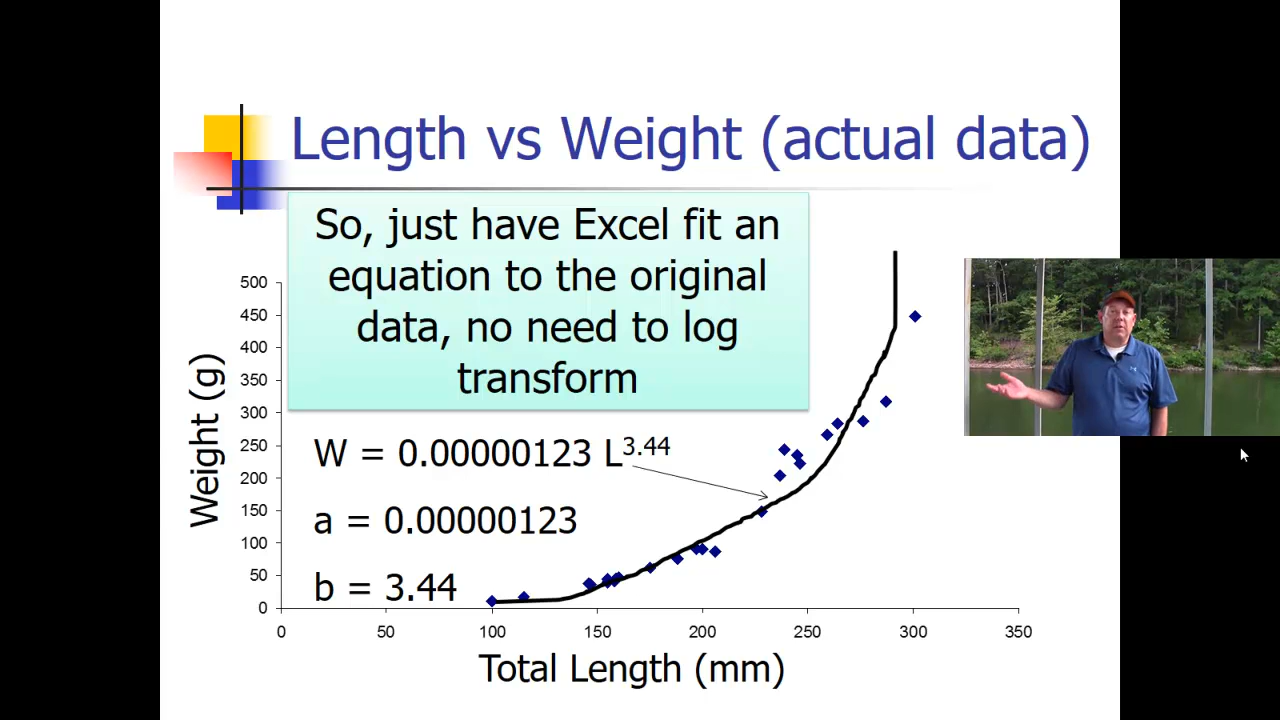 Length vs Weight (actual data)
So, just have Excel fit an
equation to the original
data, no need to log
transform
W = 0.00000123 L^3.44
a = 0.00000123
b = 3.44
Weight (g)
500
450
400
350
300
250
200
150
100
50
0
0 50 100 150 200 250 300 350
Total Length (mm)